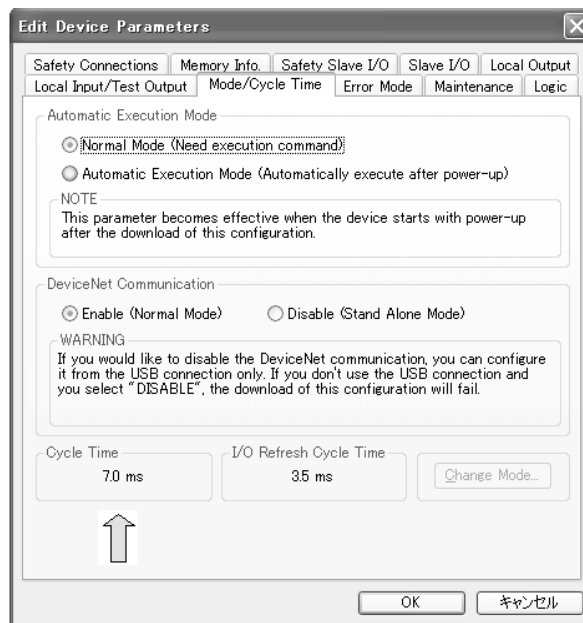 Edit Device Parameters
Safety Connections Memory Info. Safety Slave I/O Slave I/O Local Output
Local Input/Test Output Mode/Cycle Time Error Mode Maintenance Logic
Automatic Execution Mode
Normal Mode (Need execution command)
Automatic Execution Mode (Automatically execute after power-up)
NOTE
This parameter becomes effective when the device starts with power-up
after the download of this configuration.
DeviceNet Communication
Enable (Normal Mode) Disable (Stand Alone Mode)
WARNING
If you would like to disable the DeviceNet communication, you can configure
it from the USB connection only. If you don't use the USB connection and
you select "DISABLE", the download of this configuration will fail.
Cycle Time I/O Refresh Cycle Time
7.0 ms 3.5 ms Change Mode...
OK キャンセル